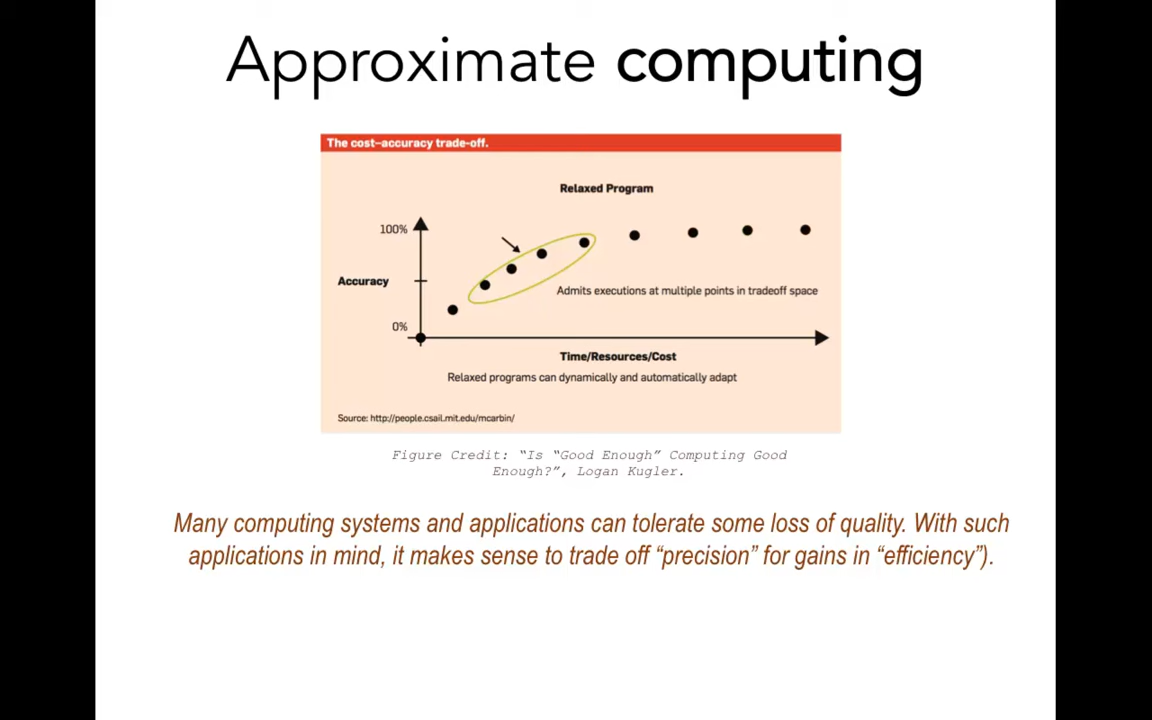 Approximate computing
The cost–accuracy trade-off.
Relaxed Program
100%
Accuracy
Admits executions at multiple points in tradeoff space
0%
Time/Resources/Cost
Relaxed programs can dynamically and automatically adapt
Source: http://people.csail.mit.edu/mcarbin/
Figure Credit: “Is “Good Enough” Computing Good
Enough?”, Logan Kugler.
Many computing systems and applications can tolerate some loss of quality. With such
applications in mind, it makes sense to trade off “precision” for gains in “efficiency”).